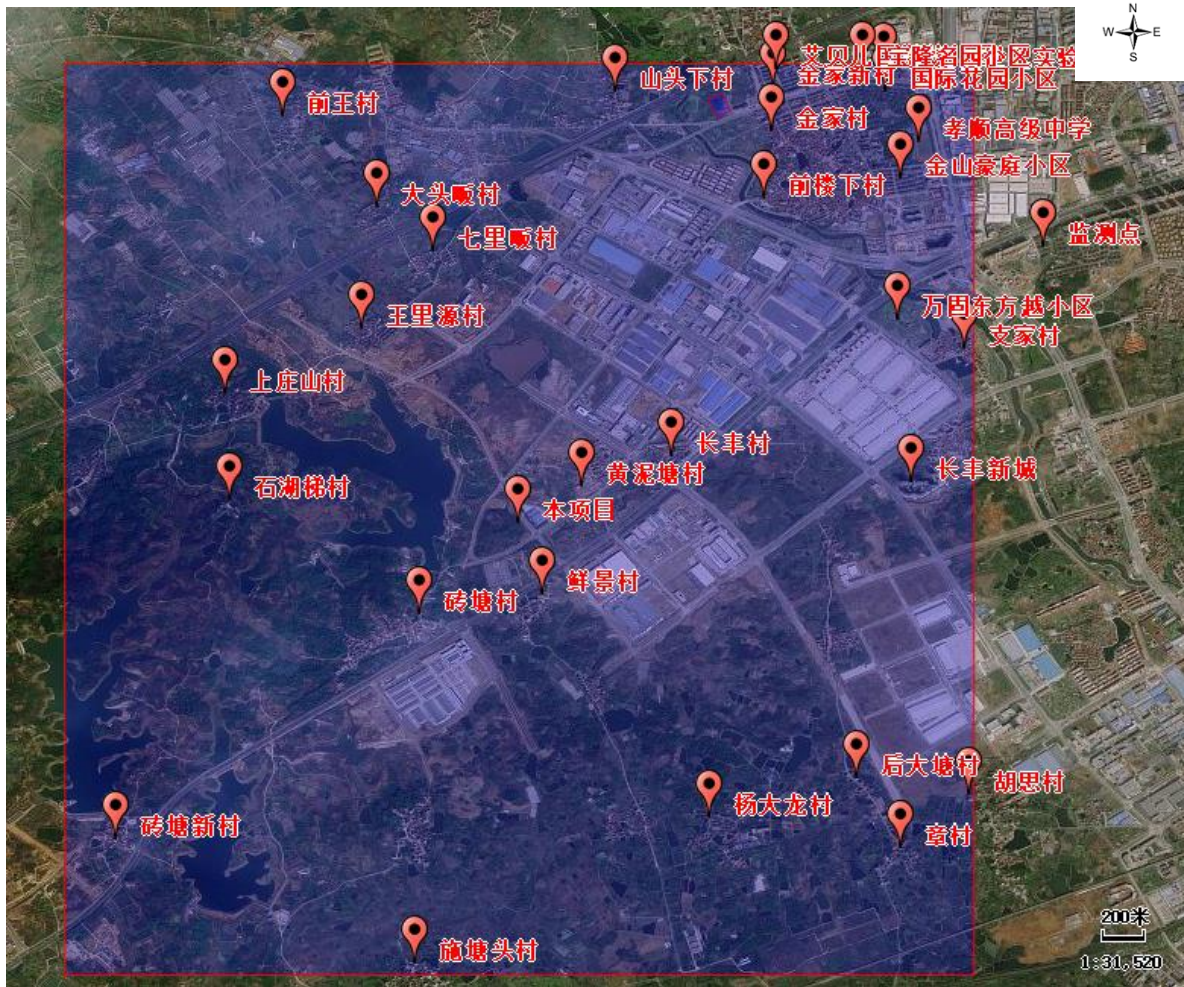 N
W E
S
山头下村
金家新村
国际花园小区
前王村
金家村
孝顺高级中学
金山豪庭小区
大头畈村
前楼下村
七里畈村
监测点
王里源村
万固东方越小区
支家村
上庄山村
长丰村
黄泥塘村
长丰新城
石湖梯村
本项目
鲜景村
砖塘村
后大塘村
胡思村
杨大龙村
砖塘新村
章村
施塘头村
200米
1:31,520